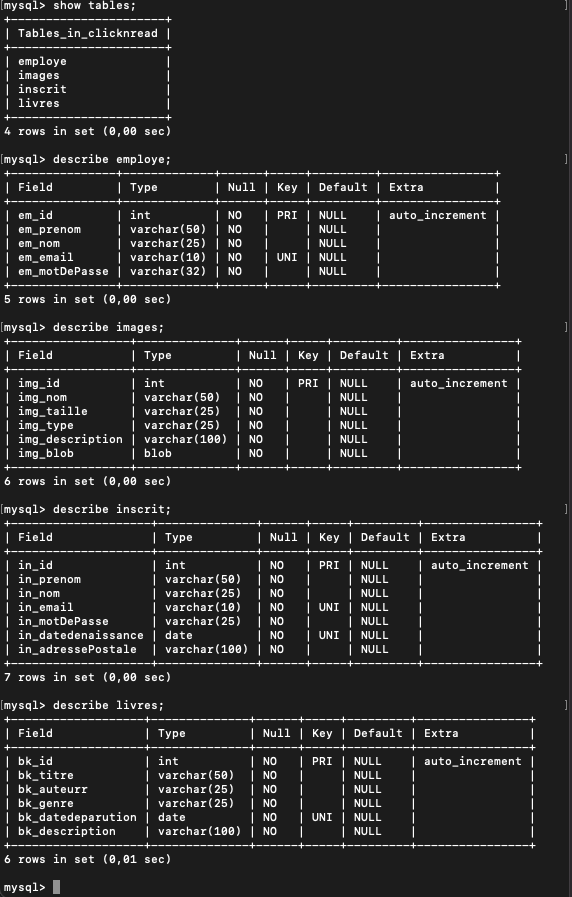 [mysql> show tables; ]
+----------------------+
| Tables_in_clicknread |
+----------------------+
| employe              |
| images               |
| inscrit              |
| livres               |
+----------------------+
4 rows in set (0,00 sec)
[mysql> describe employe; ]
+---------------+-------------+------+-----+---------+----------------+
| Field         | Type        | Null | Key | Default | Extra          |
+---------------+-------------+------+-----+---------+----------------+
| em_id         | int         | NO   | PRI | NULL    | auto_increment |
| em_prenom     | varchar(50) | NO   |     | NULL    |                |
| em_nom        | varchar(25) | NO   |     | NULL    |                |
| em_email      | varchar(10) | NO   | UNI | NULL    |                |
| em_motDePasse | varchar(32) | NO   |     | NULL    |                |
+---------------+-------------+------+-----+---------+----------------+
5 rows in set (0,00 sec)
[mysql> describe images; ]
+-----------------+--------------+------+-----+---------+----------------+
| Field           | Type         | Null | Key | Default | Extra          |
+-----------------+--------------+------+-----+---------+----------------+
| img_id          | int          | NO   | PRI | NULL    | auto_increment |
| img_nom         | varchar(50)  | NO   |     | NULL    |                |
| img_taille      | varchar(25)  | NO   |     | NULL    |                |
| img_type        | varchar(25)  | NO   |     | NULL    |                |
| img_description | varchar(100) | NO   |     | NULL    |                |
| img_blob        | blob         | NO   |     | NULL    |                |
+-----------------+--------------+------+-----+---------+----------------+
6 rows in set (0,00 sec)
[mysql> describe inscrit; ]
+--------------------+--------------+------+-----+---------+----------------+
| Field              | Type         | Null | Key | Default | Extra          |
+--------------------+--------------+------+-----+---------+----------------+
| in_id              | int          | NO   | PRI | NULL    | auto_increment |
| in_prenom          | varchar(50)  | NO   |     | NULL    |                |
| in_nom             | varchar(25)  | NO   |     | NULL    |                |
| in_email           | varchar(10)  | NO   | UNI | NULL    |                |
| in_motDePasse      | varchar(25)  | NO   |     | NULL    |                |
| in_datedenaissance | date         | NO   | UNI | NULL    |                |
| in_adressePostale  | varchar(100) | NO   |     | NULL    |                |
+--------------------+--------------+------+-----+---------+----------------+
7 rows in set (0,00 sec)
[mysql> describe livres; ]
+-------------------+--------------+------+-----+---------+----------------+
| Field             | Type         | Null | Key | Default | Extra          |
+-------------------+--------------+------+-----+---------+----------------+
| bk_id             | int          | NO   | PRI | NULL    | auto_increment |
| bk_titre          | varchar(50)  | NO   |     | NULL    |                |
| bk_auteurr        | varchar(25)  | NO   |     | NULL    |                |
| bk_genre          | varchar(25)  | NO   |     | NULL    |                |
| bk_datedeparution | date         | NO   | UNI | NULL    |                |
| bk_description    | varchar(100) | NO   |     | NULL    |                |
+-------------------+--------------+------+-----+---------+----------------+
6 rows in set (0,01 sec)
mysql>